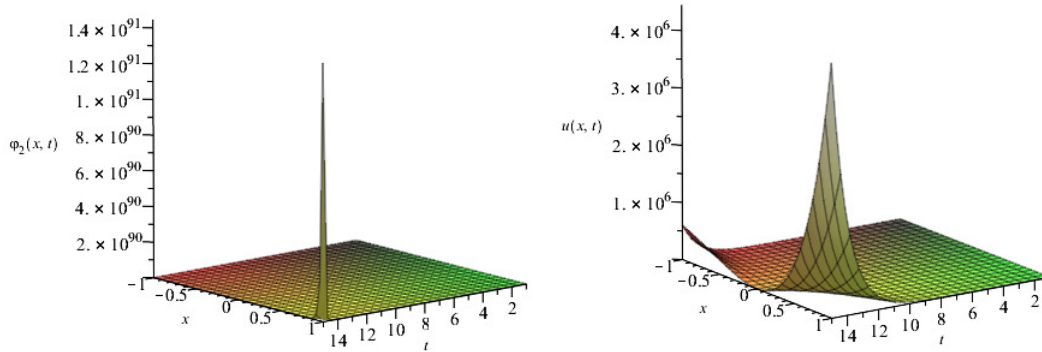 1.4 × 10^91
1.2 × 10^91
1. × 10^91
8. × 10^90
φ₂(x, t)
6. × 10^90
4. × 10^90
2. × 10^90
−1
−0.5
0
x
0.5
1
14 12 10 8 6 4 2
t
4. × 10^6
3. × 10^6
u(x, t)
2. × 10^6
1. × 10^6
−1
−0.5
x
0
0.5
1
14 12 10 8 6 4 2
t